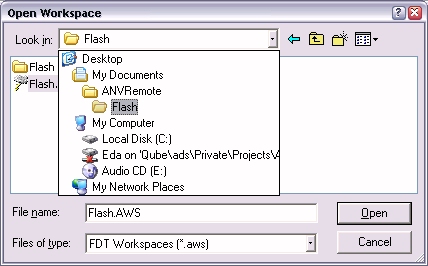 Open Workspace
Look in: Flash
Desktop
My Documents
ANVRemote
Flash
My Computer
Local Disk (C:)
Eda on 'Qube\ads\Private\Projects\A
Audio CD (E:)
My Network Places
Flash
Flash.
File name: Flash.AWS
Open
Files of type: FDT Workspaces (*.aws)
Cancel